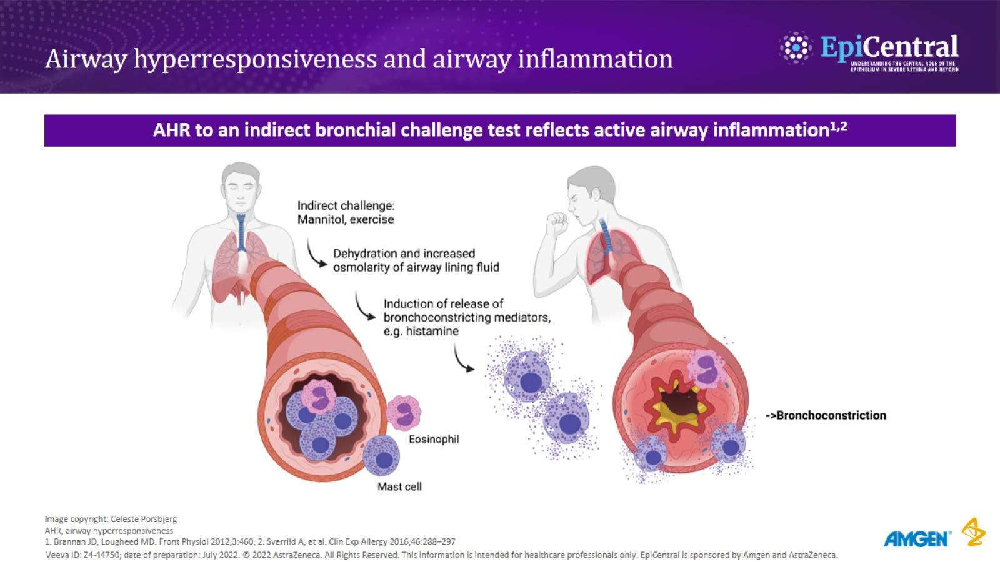 Airway hyperresponsiveness and airway inflammation
EpiCentral
UNDERSTANDING THE CENTRAL ROLE OF THE
EPITHELIUM IN SEVERE ASTHMA AND BEYOND
AHR to an indirect bronchial challenge test reflects active airway inflammation1,2
Indirect challenge:
Mannitol, exercise
Dehydration and increased
osmolarity of airway lining fluid
Induction of release of
bronchoconstricting mediators,
e.g. histamine
Eosinophil
Mast cell
->Bronchoconstriction
Image copyright: Celeste Porsbjerg
AHR, airway hyperresponsiveness
1. Brannan JD, Lougheed MD. Front Physiol 2012;3:460; 2. Sverrild A, et al. Clin Exp Allergy 2016;46:288–297
Veeva ID: Z4-44750; date of preparation: July 2022. © 2022 AstraZeneca. All Rights Reserved. This information is intended for healthcare professionals only. EpiCentral is sponsored by Amgen and AstraZeneca.
AMGEN®